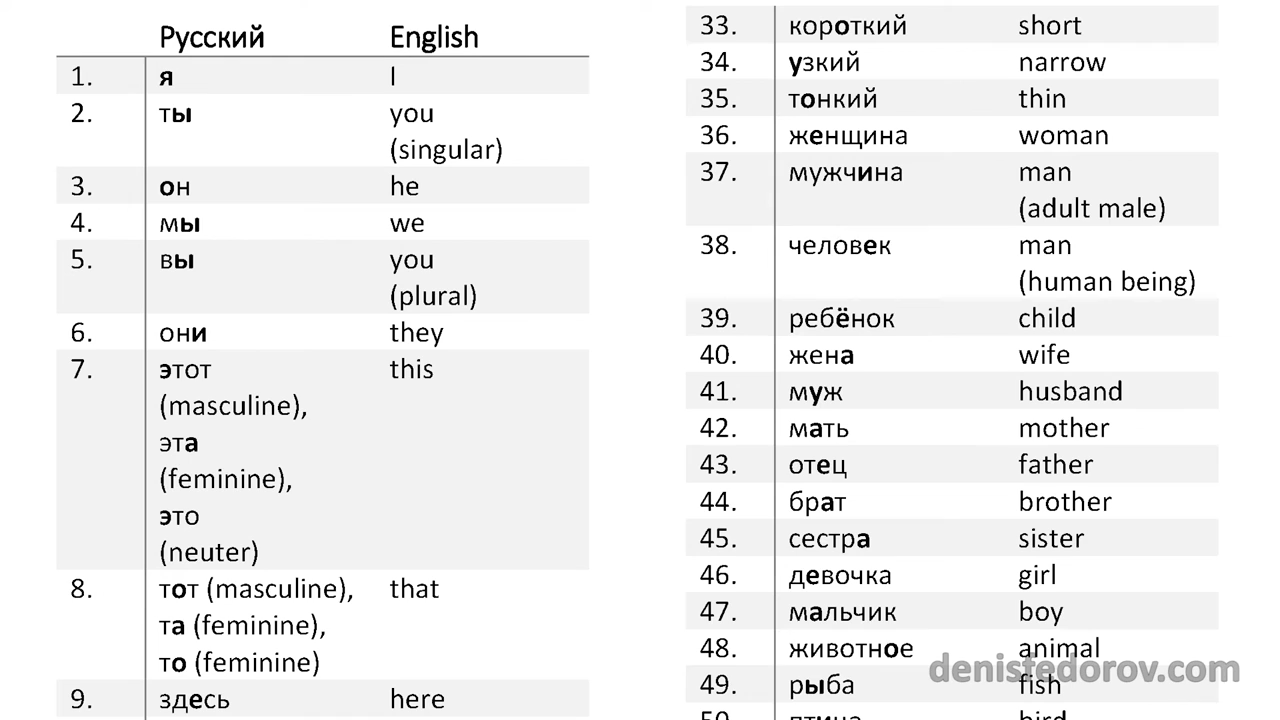 Русский English
1. я I
2. ты you
(singular)
3. он he
4. мы we
5. вы you
(plural)
6. они they
7. этот this
(masculine),
эта
(feminine),
это
(neuter)
8. тот (masculine), that
та (feminine),
то (feminine)
9. здесь here
33. короткий short
34. узкий narrow
35. тонкий thin
36. женщина woman
37. мужчина man
(adult male)
38. человек man
(human being)
39. ребёнок child
40. жена wife
41. муж husband
42. мать mother
43. отец father
44. брат brother
45. сестра sister
46. девочка girl
47. мальчик boy
48. животное animal
denisfedorov.com
49. рыба fish
50. птица bird